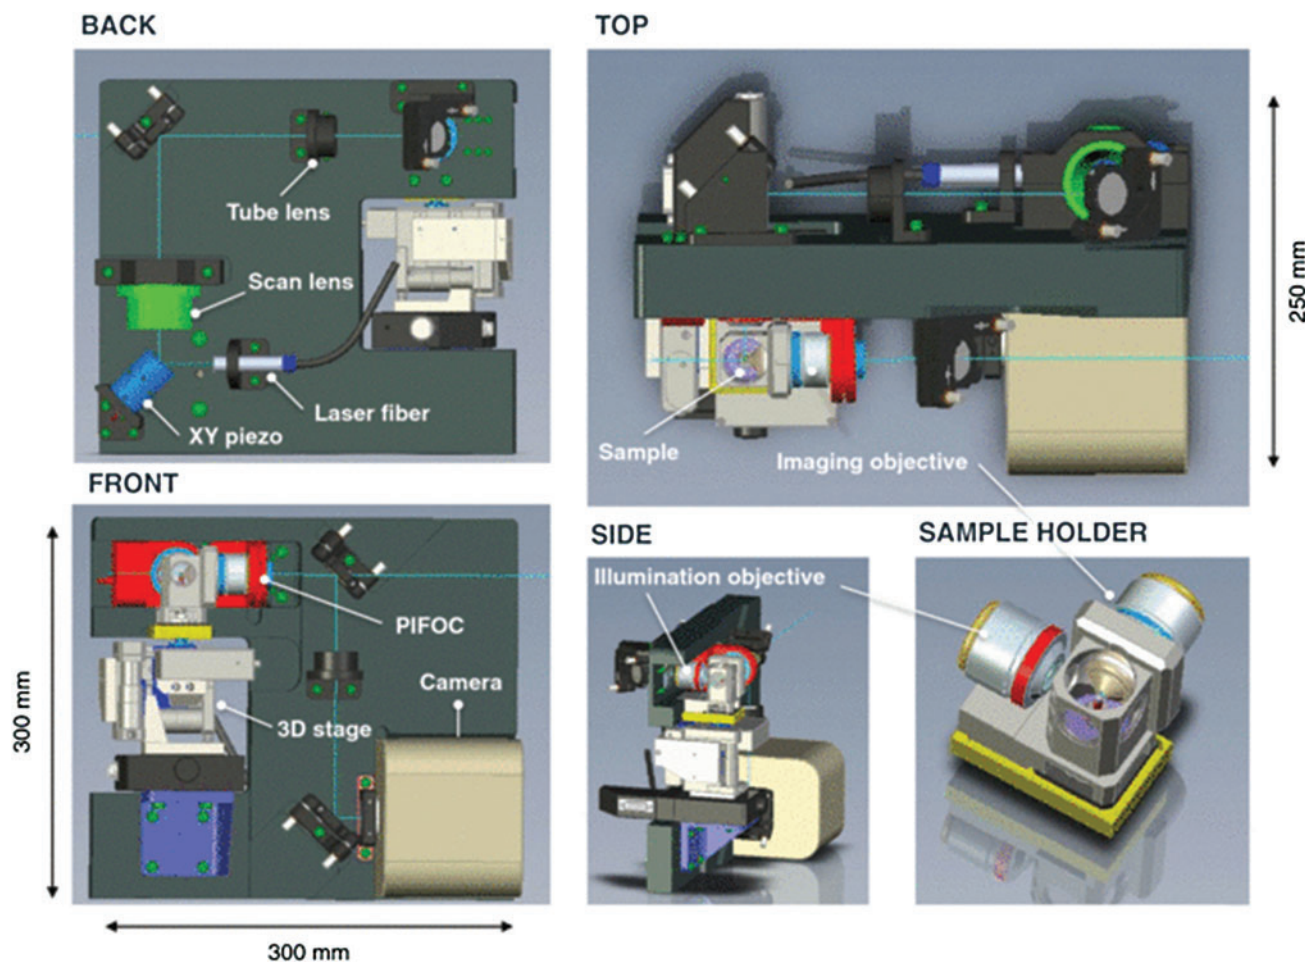 BACK
TOP
Tube lens
Scan lens
Laser fiber
XY piezo
250 mm
Sample
Imaging objective
FRONT
SIDE
SAMPLE HOLDER
Illumination objective
PIFOC
Camera
3D stage
300 mm
300 mm